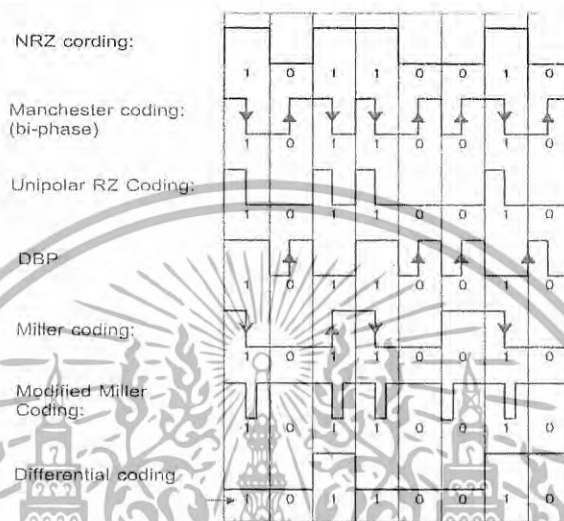 NRZ cording:
1 0 1 1 0 0 1 0
Manchester coding:
(bi-phase)
1 0 1 1 0 0 1 0
Unipolar RZ Coding:
1 0 1 1 0 0 1 0
DBP
1 0 1 1 0 0 1 0
Miller coding:
1 0 1 1 0 0 1 0
Modified Miller
Coding:
1 0 1 1 0 0 1 0
Differential coding
1 0 1 1 0 0 1 0